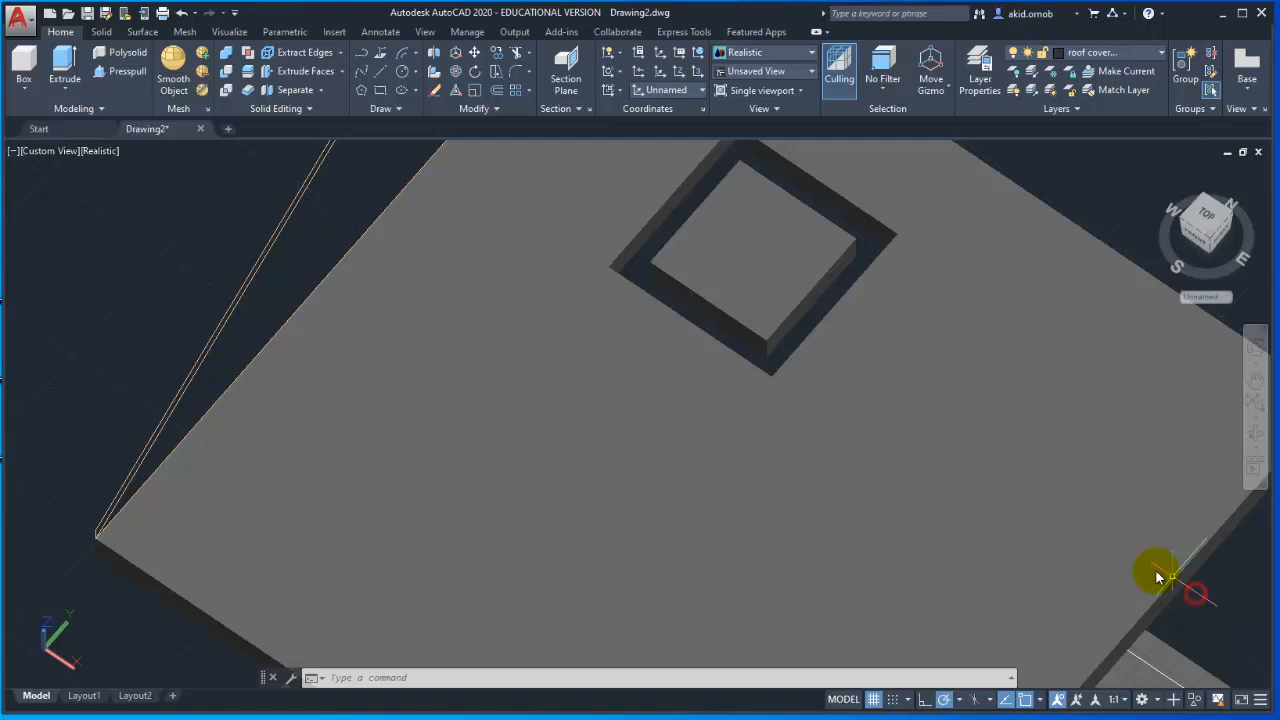 Autodesk AutoCAD 2020 - EDUCATIONAL VERSION Drawing2.dwg
Type a keyword or phrase
akid.ornob
Home Solid Surface Mesh Visualize Parametric Insert Annotate View Manage Output Add-ins Collaborate Express Tools Featured Apps
Box
Extrude
Polysolid
Presspull
Modeling
Smooth
Object
Mesh
Extract Edges
Extrude Faces
Separate
Solid Editing
Draw
Modify
Section
Plane
Section
Unnamed
Coordinates
Realistic
Unsaved View
Single viewport
View
Culling
No Filter
Move
Gizmo
Selection
Layer
Properties
roof cover...
Make Current
Match Layer
Layers
Group
Groups
Base
View
Start
Drawing2*
[−][Custom View][Realistic]
W N
TOP
S E
Unnamed
Y
Z
X
Type a command
Model Layout1 Layout2
MODEL
1:1